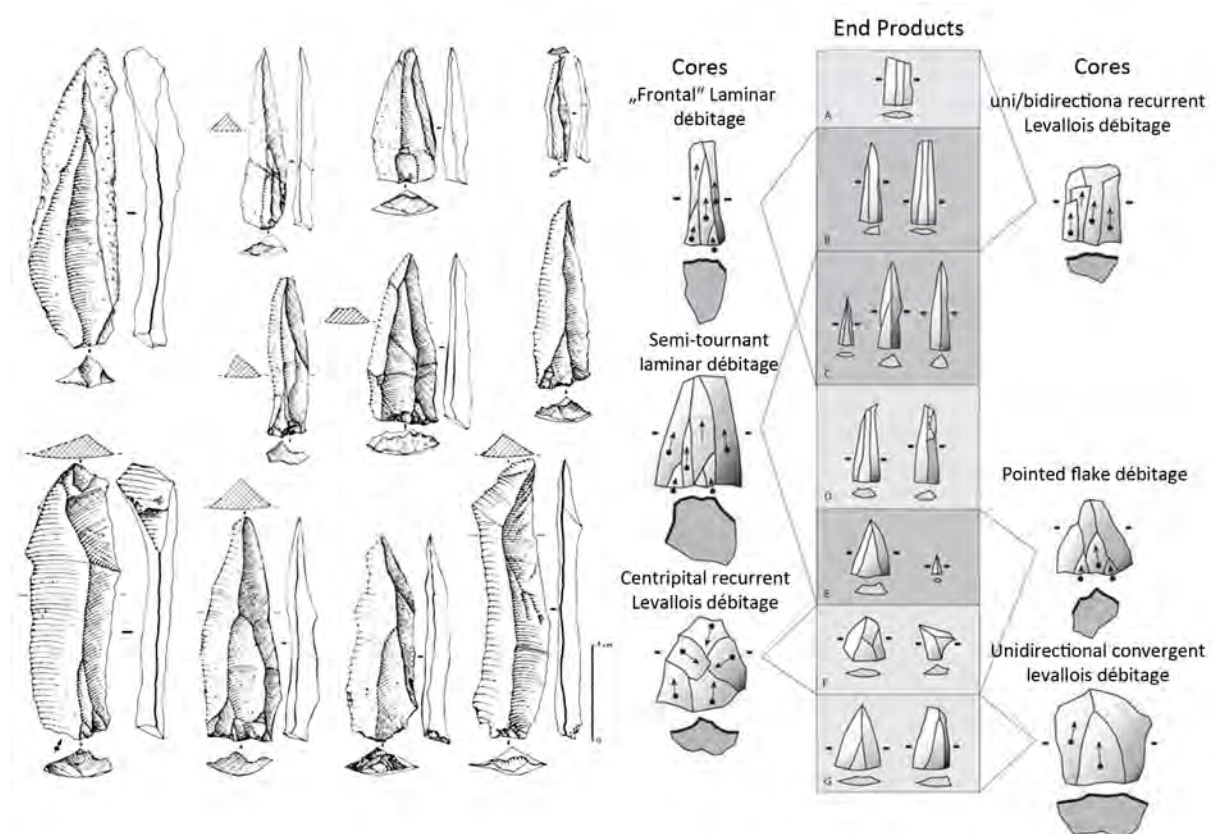 End Products
Cores
„Frontal" Laminar
débitage
Semi-tournant
laminar débitage
Centripital recurrent
Levallois débitage
A
B
C
D
E
F
G
Cores
uni/bidirectiona recurrent
Levallois débitage
Pointed flake débitage
Unidirectional convergent
levallois débitage
0